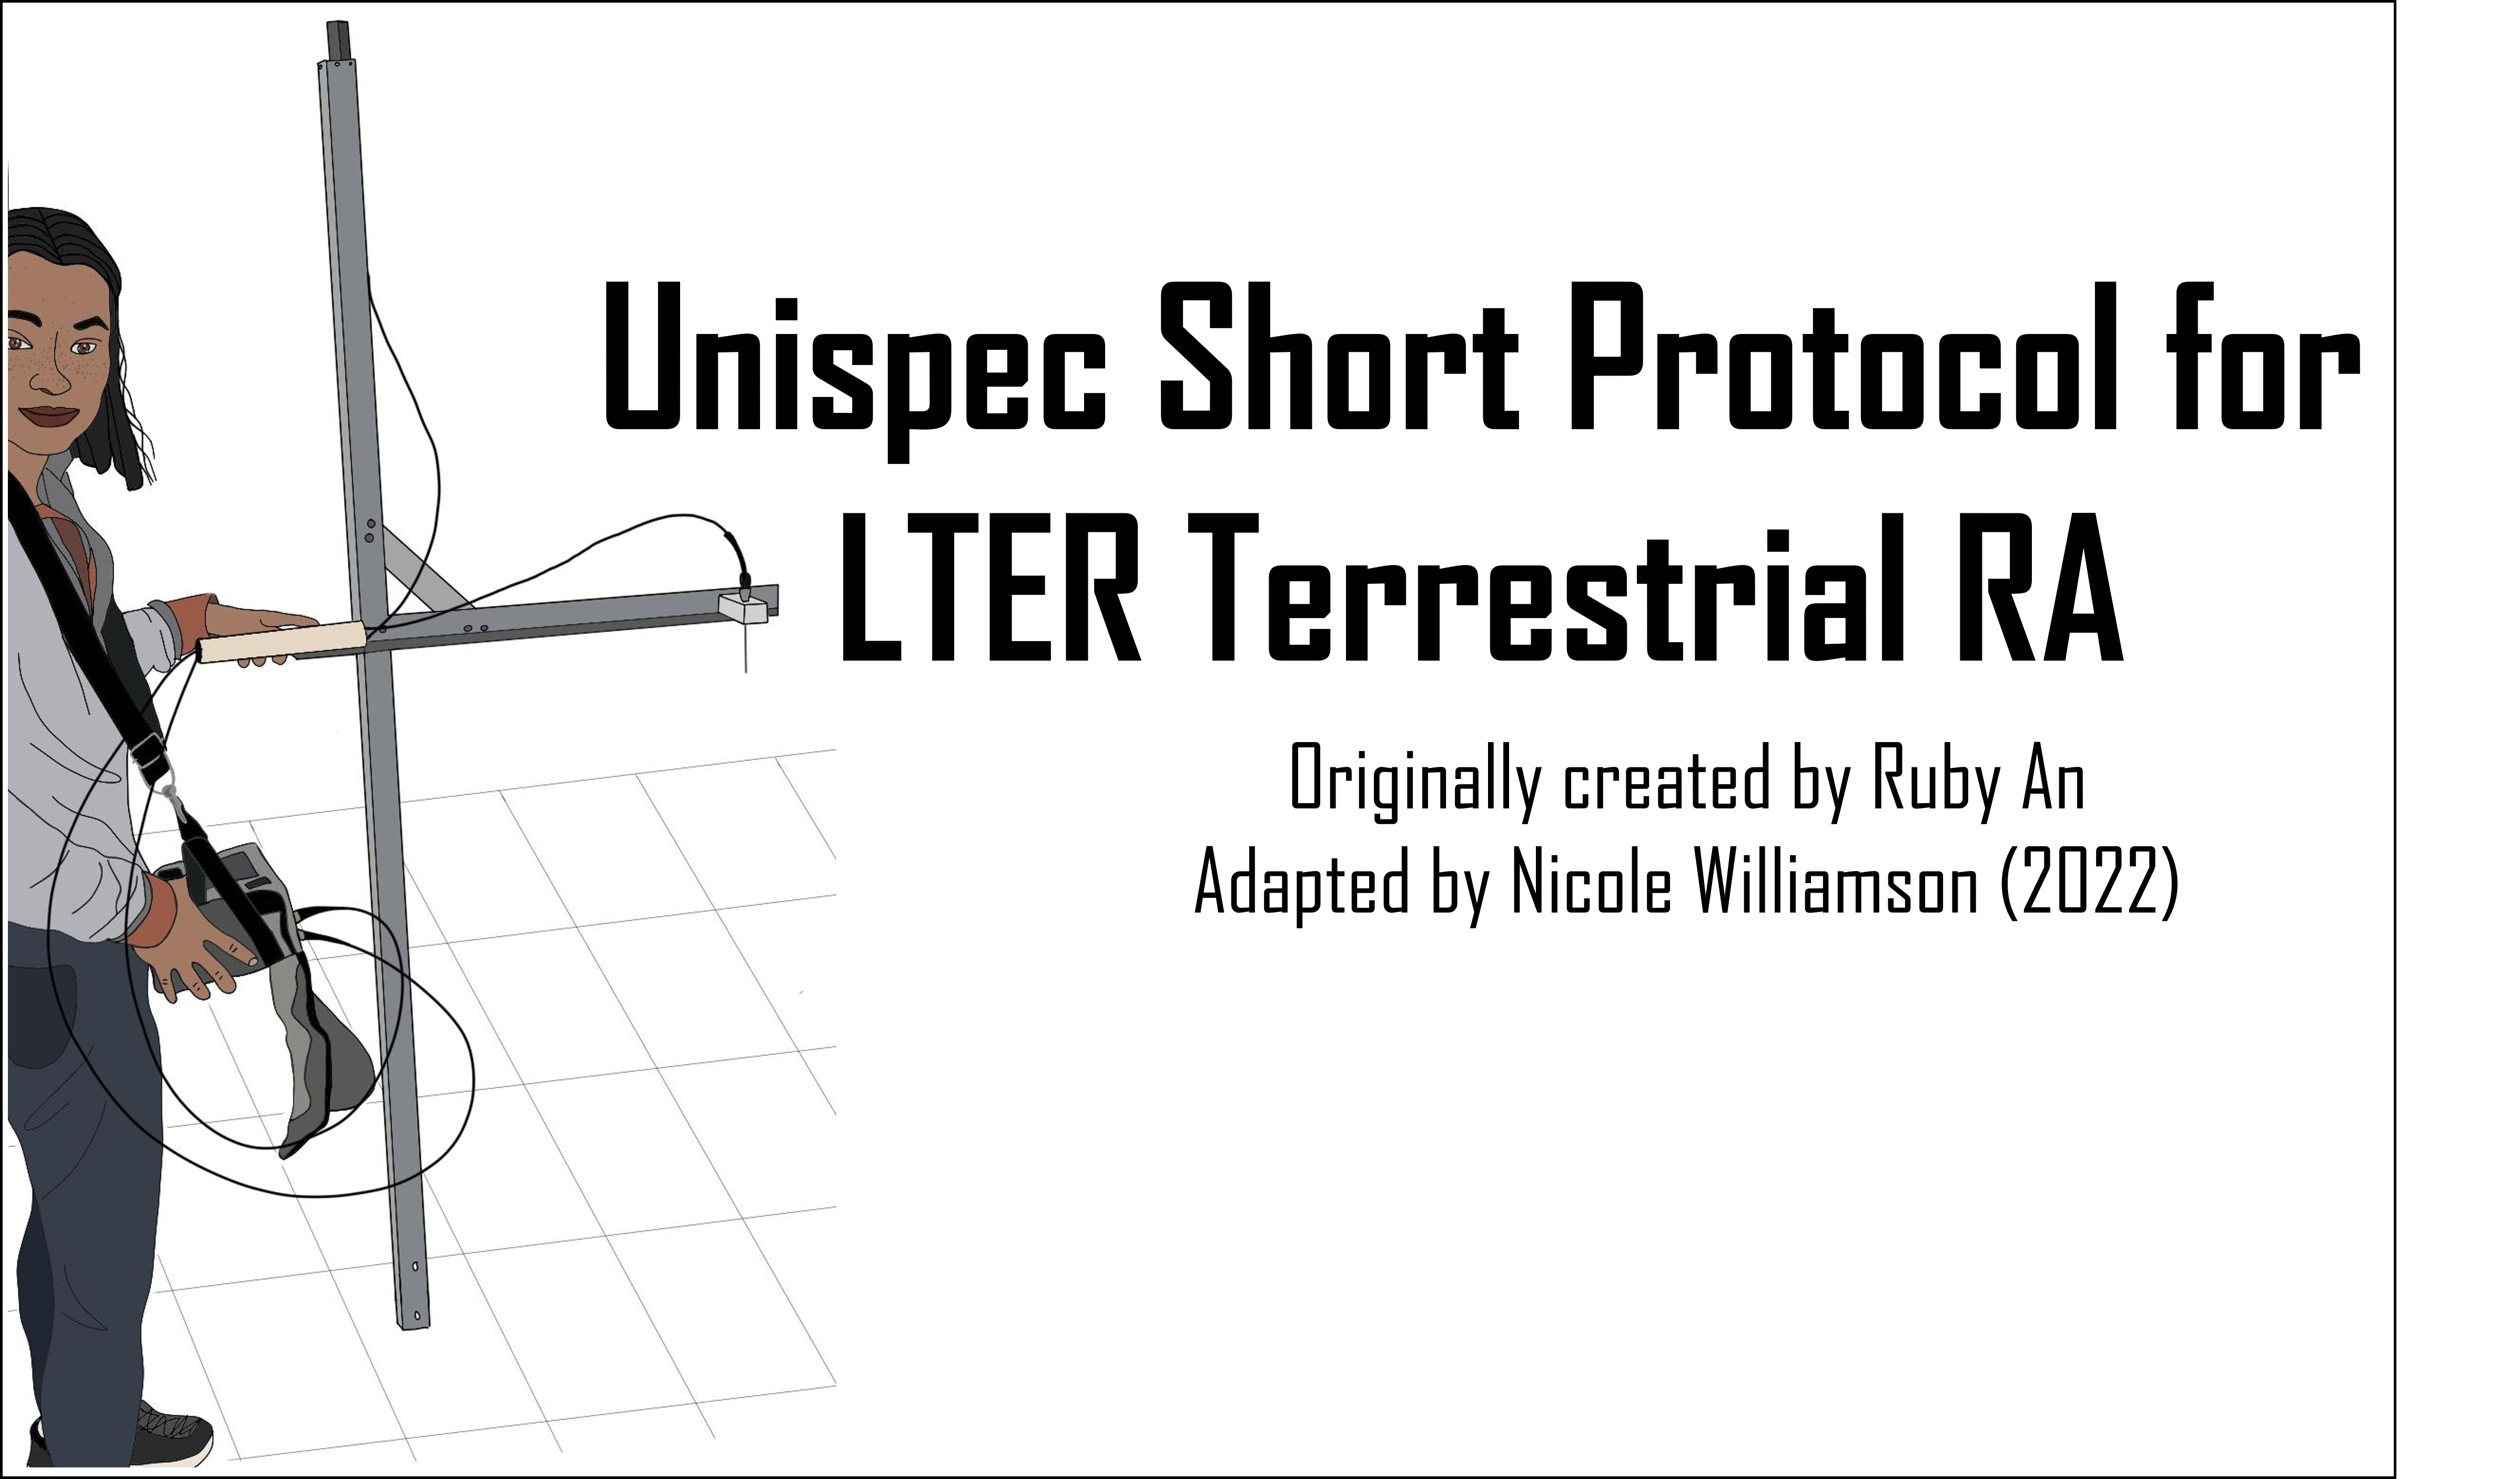 Unispec Short Protocol for
LTER Terrestrial RA
Originally created by Ruby An
Adapted by Nicole Williamson (2022)